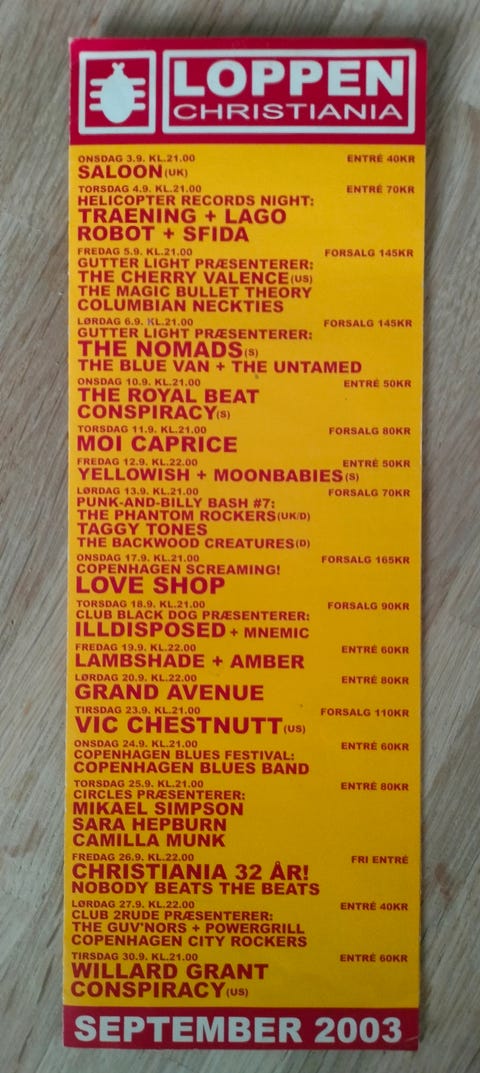 LOPPEN
CHRISTIANIA
ONSDAG 3.9. KL.21.00 ENTRÉ 40KR
SALOON (UK)
TORSDAG 4.9. KL.21.00 ENTRÉ 70KR
HELICOPTER RECORDS NIGHT:
TRAENING + LAGO
ROBOT + SFIDA
FREDAG 5.9. KL.21.00 FORSALG 145KR
GUTTER LIGHT PRÆSENTERER:
THE CHERRY VALENCE (US)
THE MAGIC BULLET THEORY
COLUMBIAN NECKTIES
LØRDAG 6.9. KL.21.00 FORSALG 145KR
GUTTER LIGHT PRÆSENTERER:
THE NOMADS (S)
THE BLUE VAN + THE UNTAMED
ONSDAG 10.9. KL.21.00 ENTRÉ 50KR
THE ROYAL BEAT
CONSPIRACY (S)
TORSDAG 11.9. KL.21.00 FORSALG 80KR
MOI CAPRICE
FREDAG 12.9. KL.22.00 ENTRÉ 50KR
YELLOWISH + MOONBABIES (S)
LØRDAG 13.9. KL.21.00 FORSALG 70KR
PUNK-AND-BILLY BASH #7:
THE PHANTOM ROCKERS (UK/D)
TAGGY TONES
THE BACKWOOD CREATURES (D)
ONSDAG 17.9. KL.21.00 FORSALG 165KR
COPENHAGEN SCREAMING!
LOVE SHOP
TORSDAG 18.9. KL.21.00 FORSALG 90KR
CLUB BLACK DOG PRÆSENTERER:
ILLDISPOSED + MNEMIC
FREDAG 19.9. KL.22.00 ENTRÉ 60KR
LAMBSHADE + AMBER
LØRDAG 20.9. KL.22.00 ENTRÉ 80KR
GRAND AVENUE
TIRSDAG 23.9. KL.21.00 FORSALG 110KR
VIC CHESTNUTT (US)
ONSDAG 24.9. KL.21.00 ENTRÉ 60KR
COPENHAGEN BLUES FESTIVAL:
COPENHAGEN BLUES BAND
TORSDAG 25.9. KL.21.00 ENTRÉ 80KR
CIRCLES PRÆSENTERER:
MIKAEL SIMPSON
SARA HEPBURN
CAMILLA MUNK
FREDAG 26.9. KL.22.00 FRI ENTRÉ
CHRISTIANIA 32 ÅR!
NOBODY BEATS THE BEATS
LØRDAG 27.9. KL.22.00 ENTRÉ 40KR
CLUB 2RUDE PRÆSENTERER:
THE GUV'NORS + POWERGRILL
COPENHAGEN CITY ROCKERS
TIRSDAG 30.9. KL.21.00 ENTRÉ 60KR
WILLARD GRANT
CONSPIRACY (US)
SEPTEMBER 2003